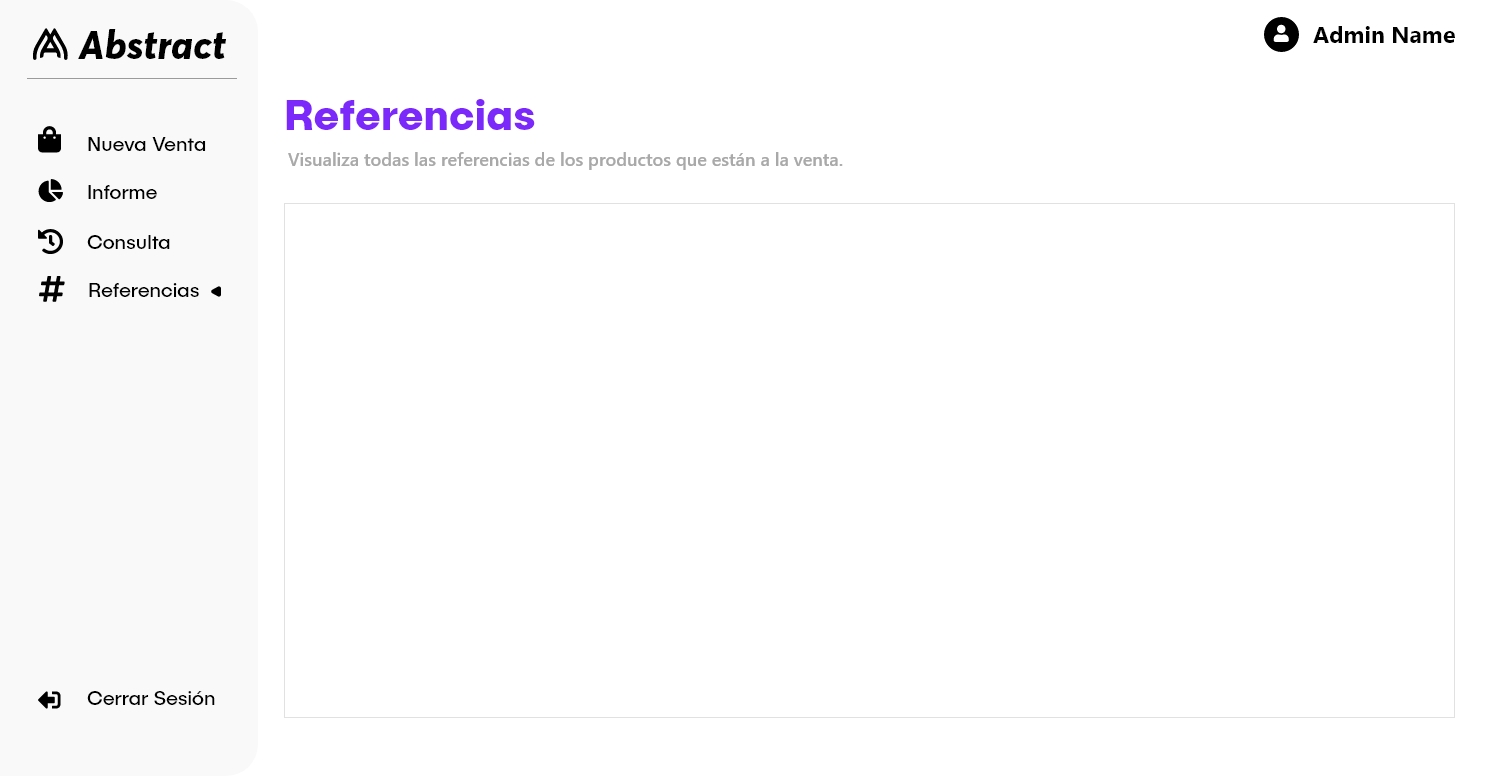 Abstract
Admin Name
Nueva Venta
Informe
Consulta
Referencias
Cerrar Sesión
Referencias
Visualiza todas las referencias de los productos que están a la venta.